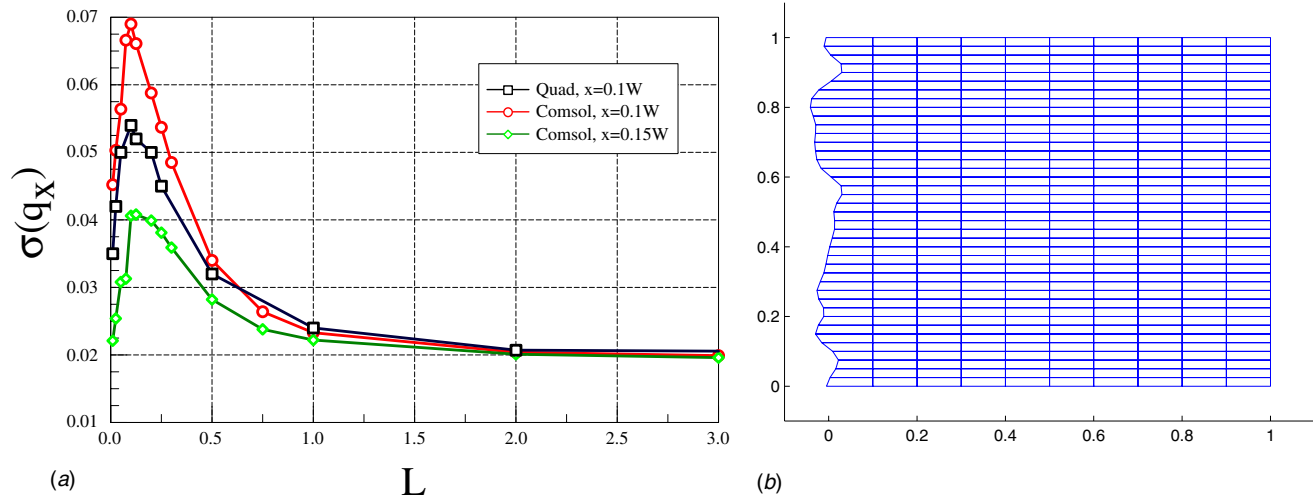 0.07
0.06
0.05
0.04
0.03
0.02
0.01
σ(q_x)
Quad, x=0.1W
Comsol, x=0.1W
Comsol, x=0.15W
0.0 0.5 1.0 1.5 2.0 2.5 3.0
L
(a)
1
0.8
0.6
0.4
0.2
0
0 0.2 0.4 0.6 0.8 1
(b)